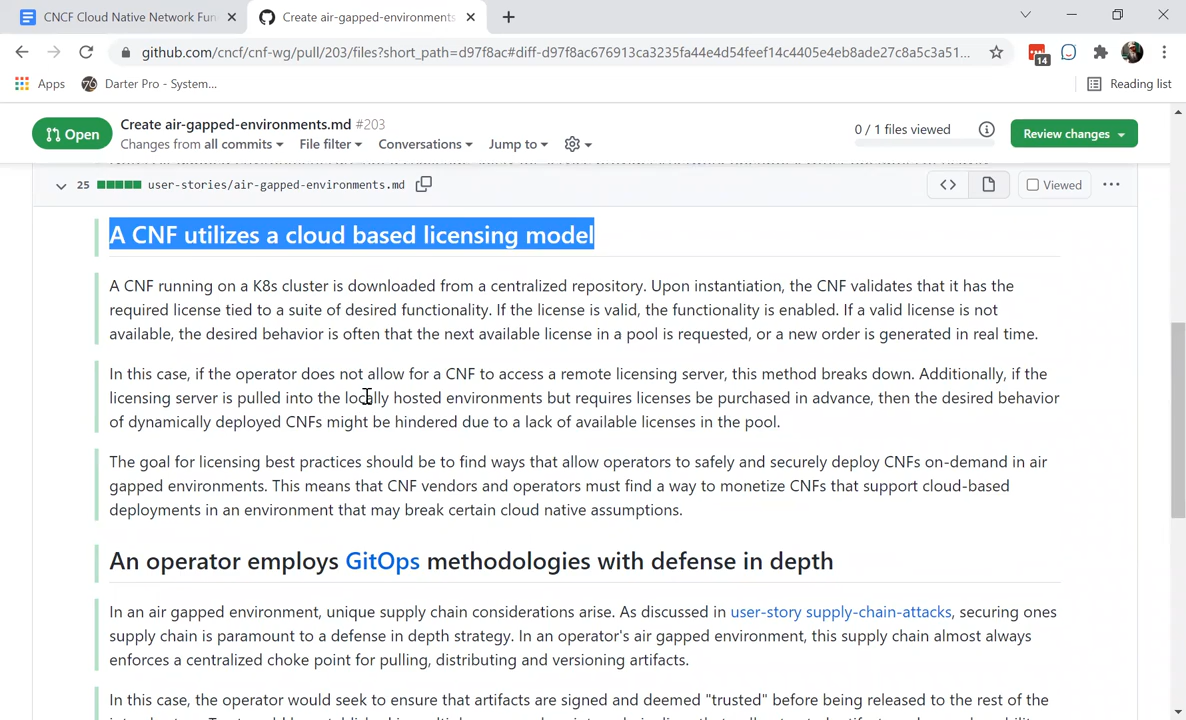 CNCF Cloud Native Network Fun
Create air-gapped-environments
github.com/cncf/cnf-wg/pull/203/files?short_path=d97f8ac#diff-d97f8ac676913ca3235fa44e4d54feef14c4405e4eb8ade27c8a5c3a51...
14
Apps
76
Darter Pro - System...
Reading list
Open
Create air-gapped-environments.md #203
Changes from all commits
File filter
Conversations
Jump to
0 / 1 files viewed
Review changes
25
user-stories/air-gapped-environments.md
Viewed
A CNF utilizes a cloud based licensing model
A CNF running on a K8s cluster is downloaded from a centralized repository. Upon instantiation, the CNF validates that it has the
required license tied to a suite of desired functionality. If the license is valid, the functionality is enabled. If a valid license is not
available, the desired behavior is often that the next available license in a pool is requested, or a new order is generated in real time.
In this case, if the operator does not allow for a CNF to access a remote licensing server, this method breaks down. Additionally, if the
licensing server is pulled into the locally hosted environments but requires licenses be purchased in advance, then the desired behavior
of dynamically deployed CNFs might be hindered due to a lack of available licenses in the pool.
The goal for licensing best practices should be to find ways that allow operators to safely and securely deploy CNFs on-demand in air
gapped environments. This means that CNF vendors and operators must find a way to monetize CNFs that support cloud-based
deployments in an environment that may break certain cloud native assumptions.
An operator employs GitOps methodologies with defense in depth
In an air gapped environment, unique supply chain considerations arise. As discussed in user-story supply-chain-attacks, securing ones
supply chain is paramount to a defense in depth strategy. In an operator's air gapped environment, this supply chain almost always
enforces a centralized choke point for pulling, distributing and versioning artifacts.
In this case, the operator would seek to ensure that artifacts are signed and deemed "trusted" before being released to the rest of the